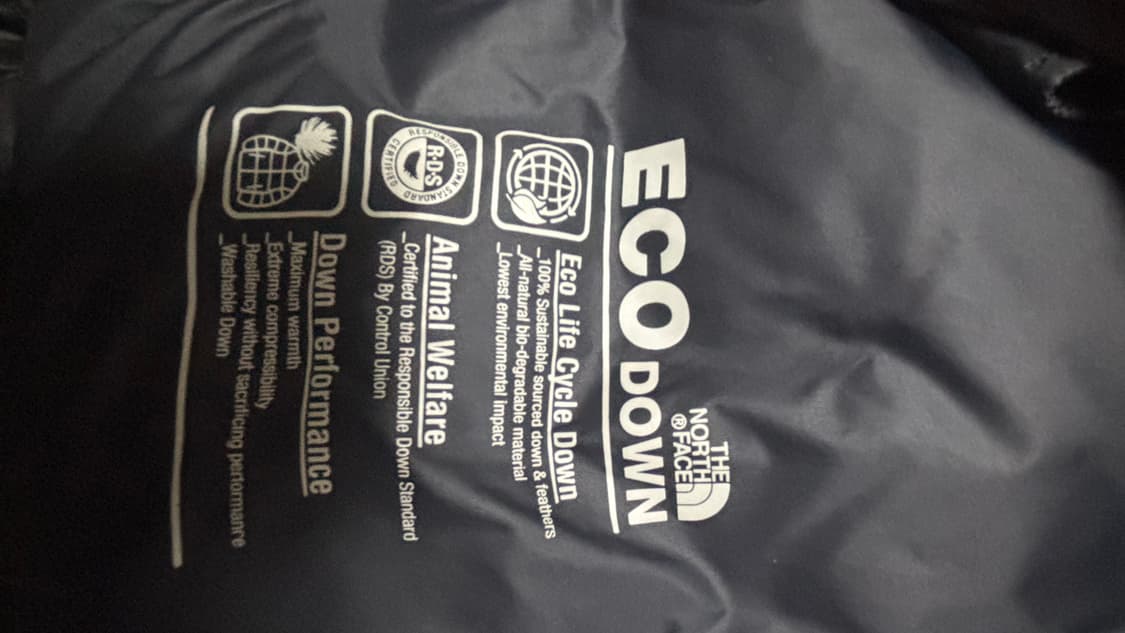 THE
NORTH
®FACE
ECO DOWN
Eco Life Cycle Down
_100% Sustainable sourced down & feathers
_All-natural bio-degradable material
_Lowest environmental impact
RESPONSIBLE DOWN STANDARD
R·D·S
CERTIFIED
Animal Welfare
_Certified to the Responsible Down Standard
(RDS) By Control Union
Down Performance
_Maximum warmth
_Extreme compressibility
_Resiliency without sacrificing performance
_Washable Down